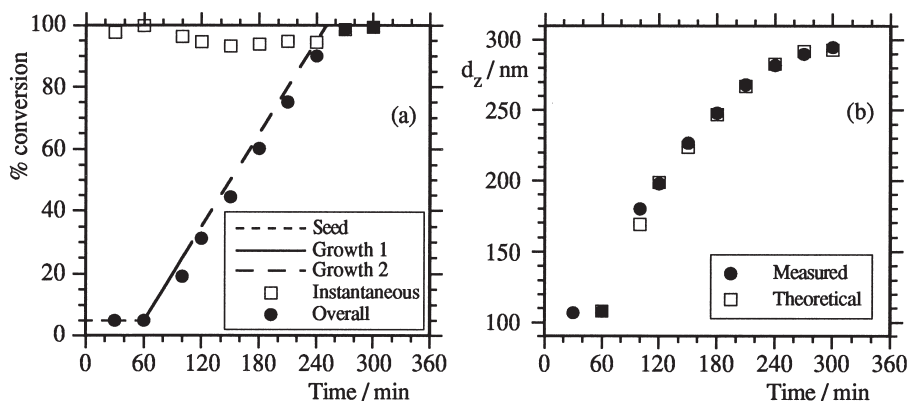 % conversion
100
80
60
40
20
0
(a)
Seed
Growth 1
Growth 2
Instantaneous
Overall
0 60 120 180 240 300 360
Time / min
300
dz / nm
250
200
150
100
(b)
Measured
Theoretical
0 60 120 180 240 300 360
Time / min